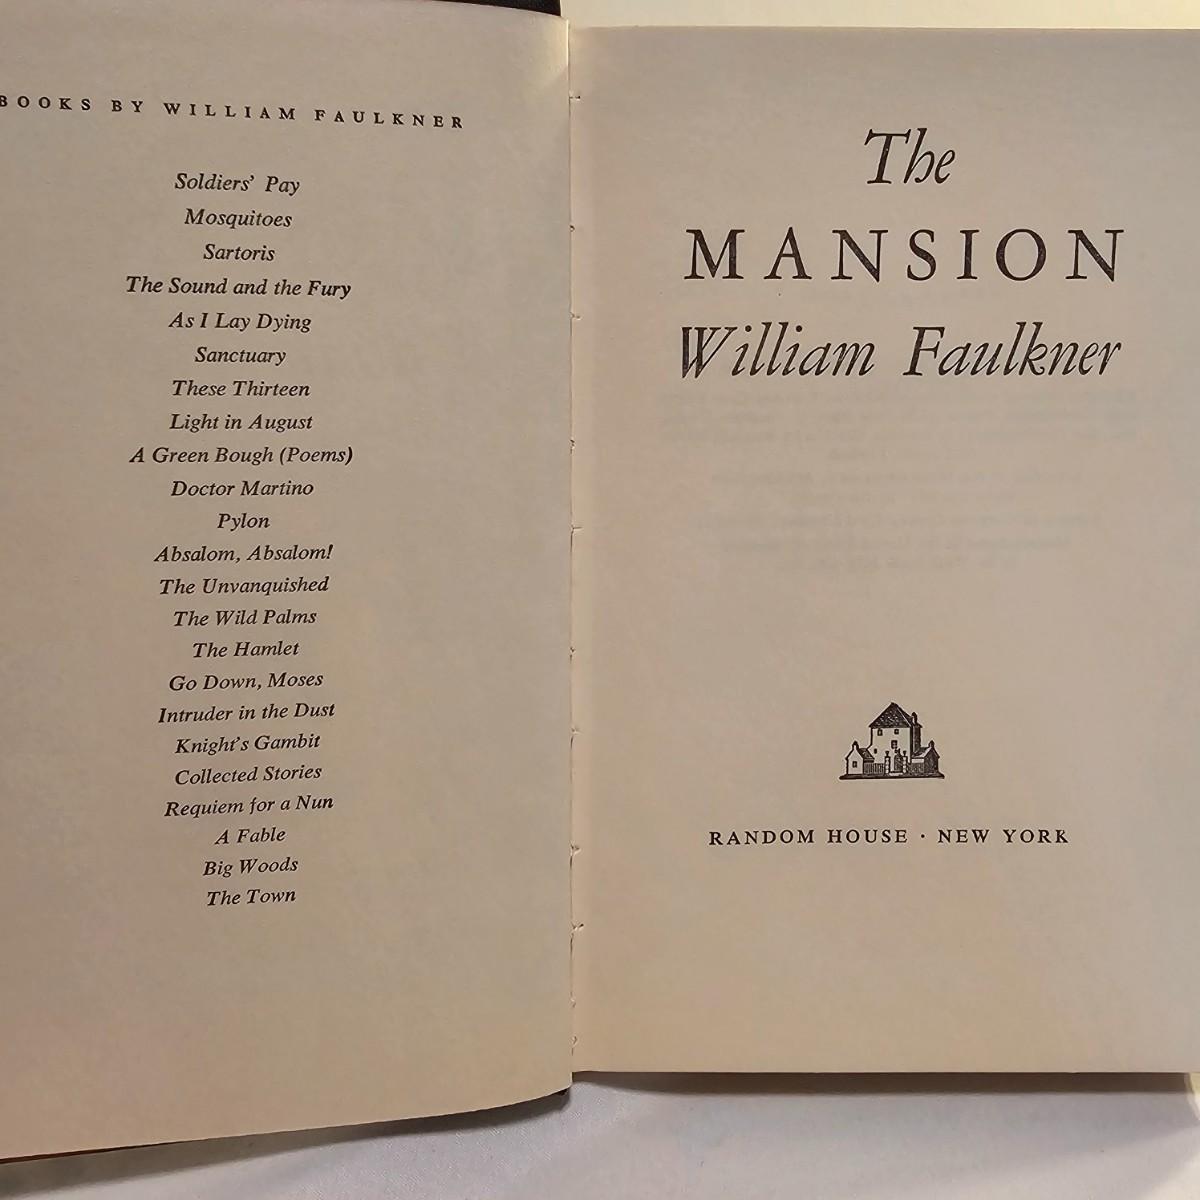 BOOKS BY WILLIAM FAULKNER
Soldiers' Pay
Mosquitoes
Sartoris
The Sound and the Fury
As I Lay Dying
Sanctuary
These Thirteen
Light in August
A Green Bough (Poems)
Doctor Martino
Pylon
Absalom, Absalom!
The Unvanquished
The Wild Palms
The Hamlet
Go Down, Moses
Intruder in the Dust
Knight's Gambit
Collected Stories
Requiem for a Nun
A Fable
Big Woods
The Town
The
MANSION
William Faulkner
RANDOM HOUSE · NEW YORK